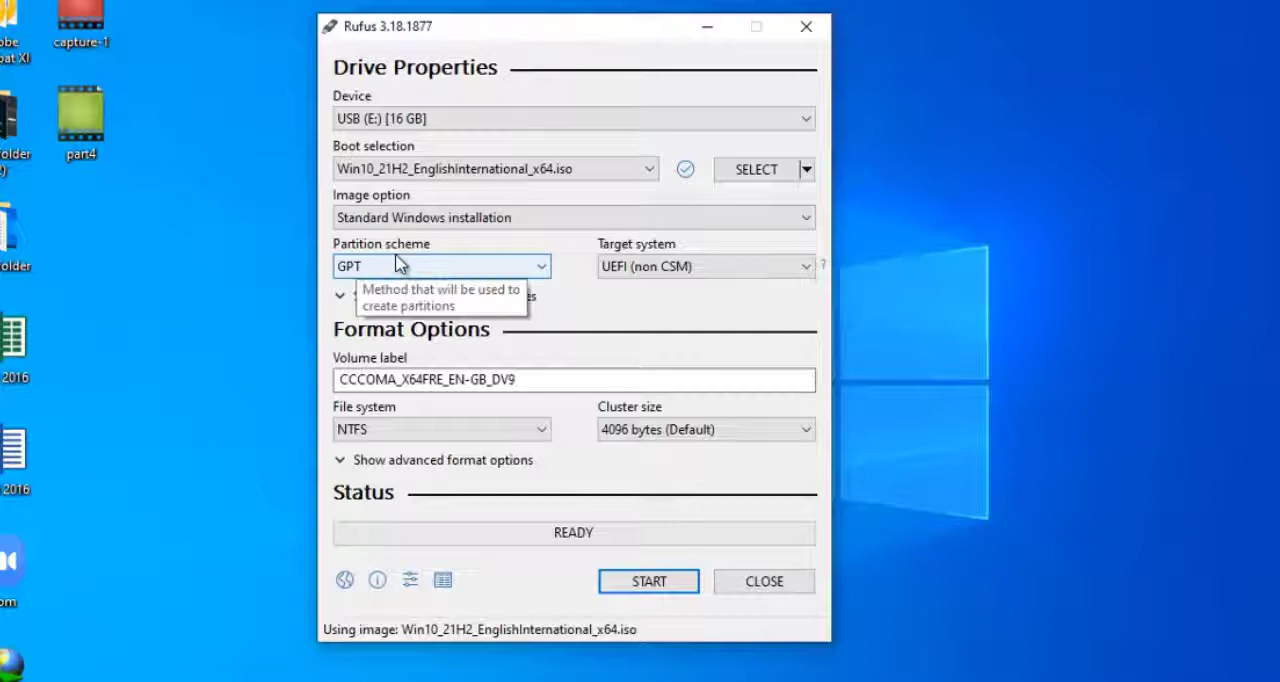 obe
bat XI
capture-1
older
part4
older
2016
2016
om
Rufus 3.18.1877
Drive Properties
Device
USB (E:) [16 GB]
Boot selection
Win10_21H2_EnglishInternational_x64.iso
SELECT
Image option
Standard Windows installation
Partition scheme
Target system
GPT
UEFI (non CSM)
?
Method that will be used to
create partitions
es
Format Options
Volume label
CCCOMA_X64FRE_EN-GB_DV9
File system
Cluster size
NTFS
4096 bytes (Default)
Show advanced format options
Status
READY
START
CLOSE
Using image: Win10_21H2_EnglishInternational_x64.iso